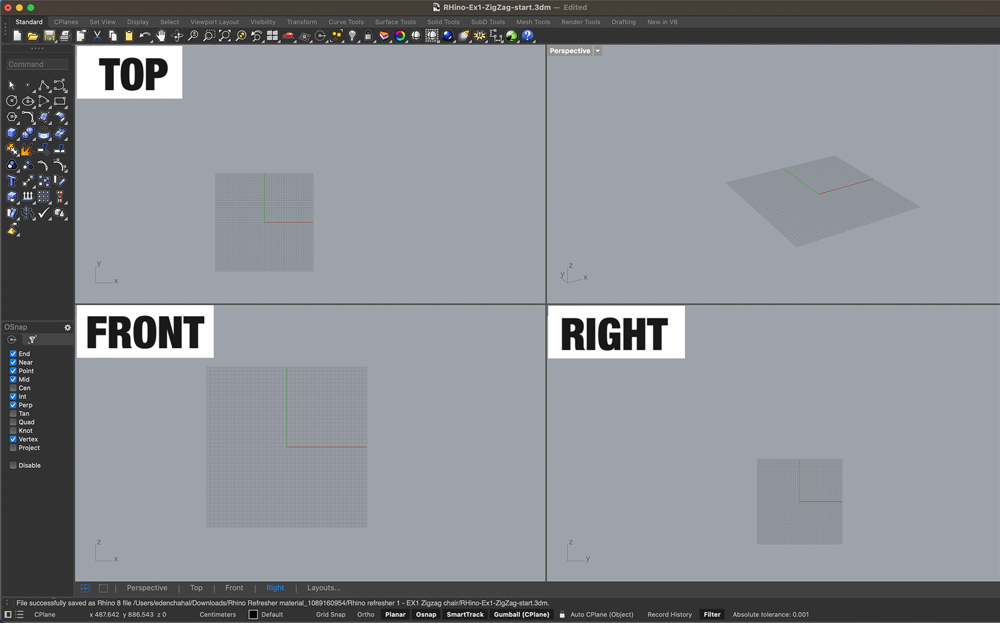 RHino-Ex1-ZigZag-start.3dm — Edited
Standard CPlanes Set View Display Select Viewport Layout Visibility Transform Curve Tools Surface Tools Solid Tools SubD Tools Mesh Tools Render Tools Drafting New in V8
Command
TOP
Perspective
y
x
z
y
x
FRONT
RIGHT
z
x
z
y
OSnap
End
Near
Point
Mid
Cen
Int
Perp
Tan
Quad
Knot
Vertex
Project
Disable
Perspective | Top | Front | Right | Layouts...
File successfully saved as Rhino 8 file /Users/edenchahal/Downloads/Rhino Refresher material_1089160954/Rhino refresher 1 - EX1 Zigzag chair/RHino-Ex1-ZigZag-start.3dm.
CPlane x 487.642 y 886.543 z 0 Centimeters Default Grid Snap Ortho Planar Osnap SmartTrack Gumball (CPlane) Auto CPlane (Object) Record History Filter Absolute tolerance: 0.001